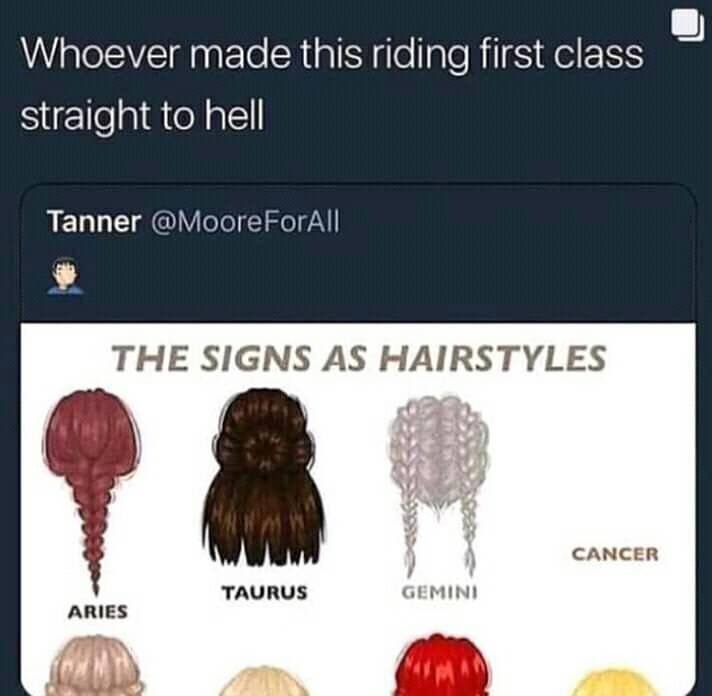 Whoever made this riding first class
straight to hell
Tanner @MooreForAll
THE SIGNS AS HAIRSTYLES
CANCER
TAURUS
GEMINI
ARIES